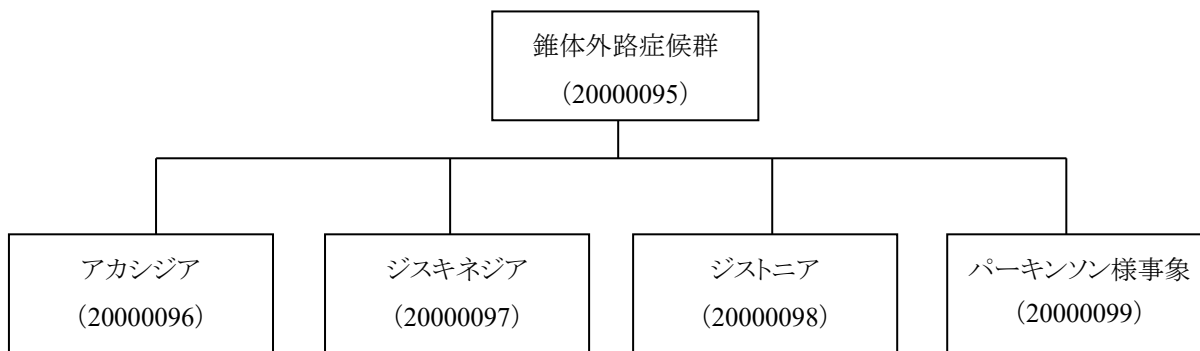 錐体外路症候群
（20000095）
アカシジア
（20000096）
ジスキネジア
（20000097）
ジストニア
（20000098）
パーキンソン様事象
（20000099）